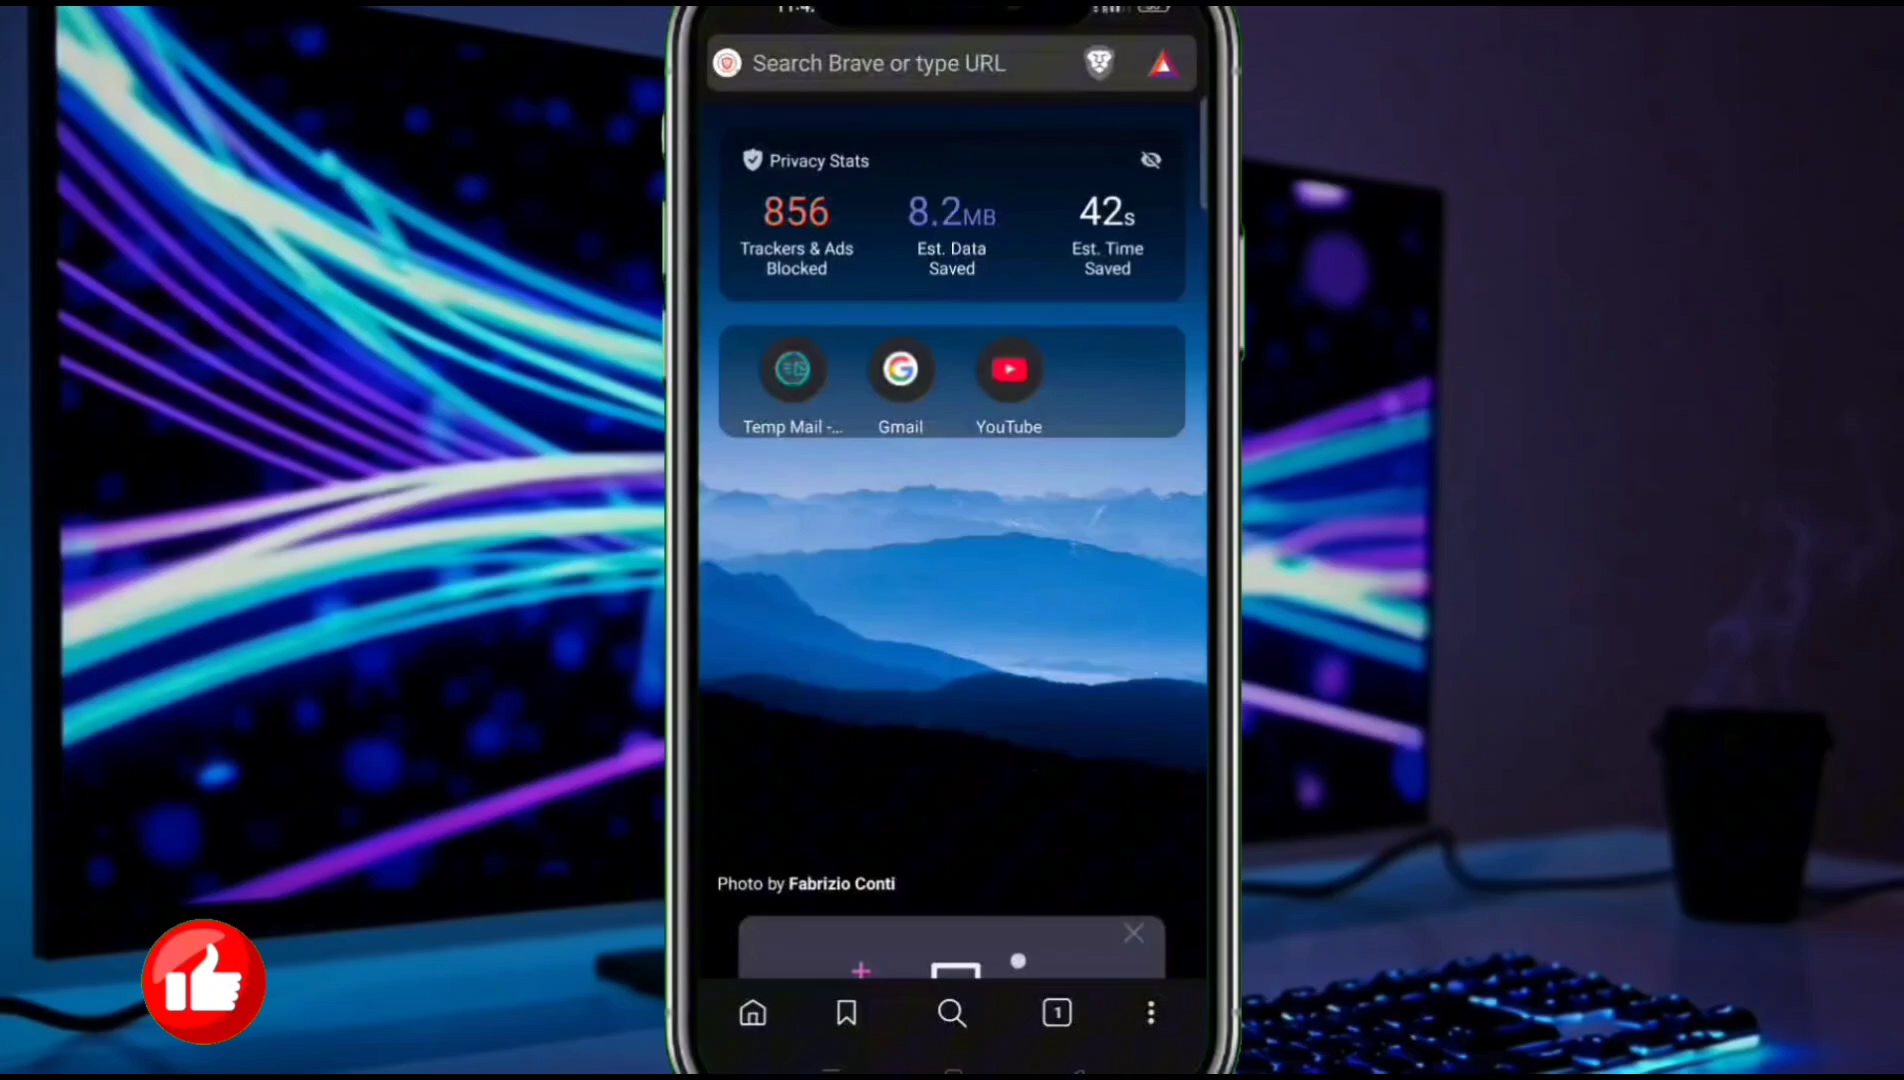 Search Brave or type URL
Privacy Stats
856 8.2MB 42s
Trackers & Ads Est. Data Est. Time
Blocked Saved Saved
Temp Mail -... Gmail YouTube
Photo by Fabrizio Conti
1